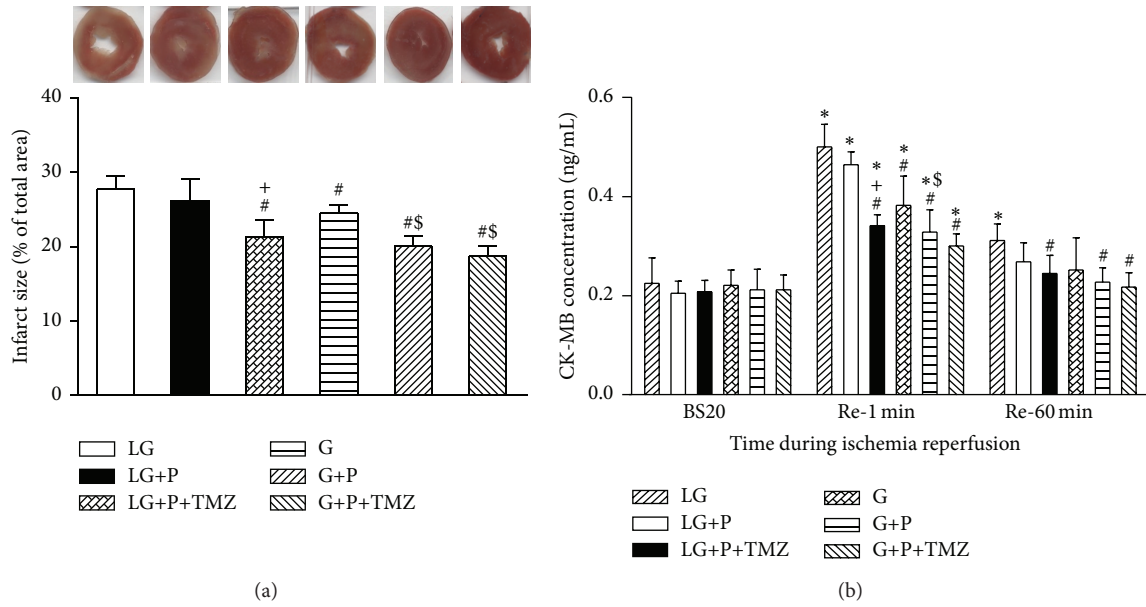 40
30
20
10
0
Infarct size (% of total area)
+
#
#
#$
#$
LG
LG+P
LG+P+TMZ
G
G+P
G+P+TMZ
(a)
0.6
0.4
0.2
0.0
CK-MB concentration (ng/mL)
*
*
*
+
#
*
#
*$
#
*
#
*
#
#
#
BS20
Re-1 min
Re-60 min
Time during ischemia reperfusion
LG
LG+P
LG+P+TMZ
G
G+P
G+P+TMZ
(b)